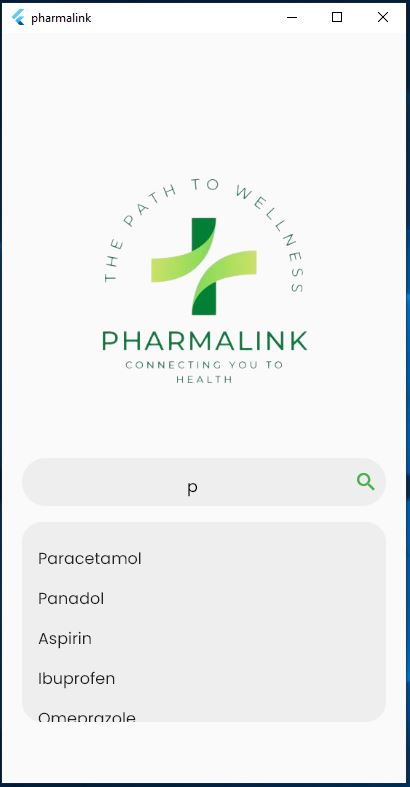 pharmalink
THE PATH TO WELLNESS
PHARMALINK
CONNECTING YOU TO
HEALTH
p
Paracetamol
Panadol
Aspirin
Ibuprofen
Omeprazole